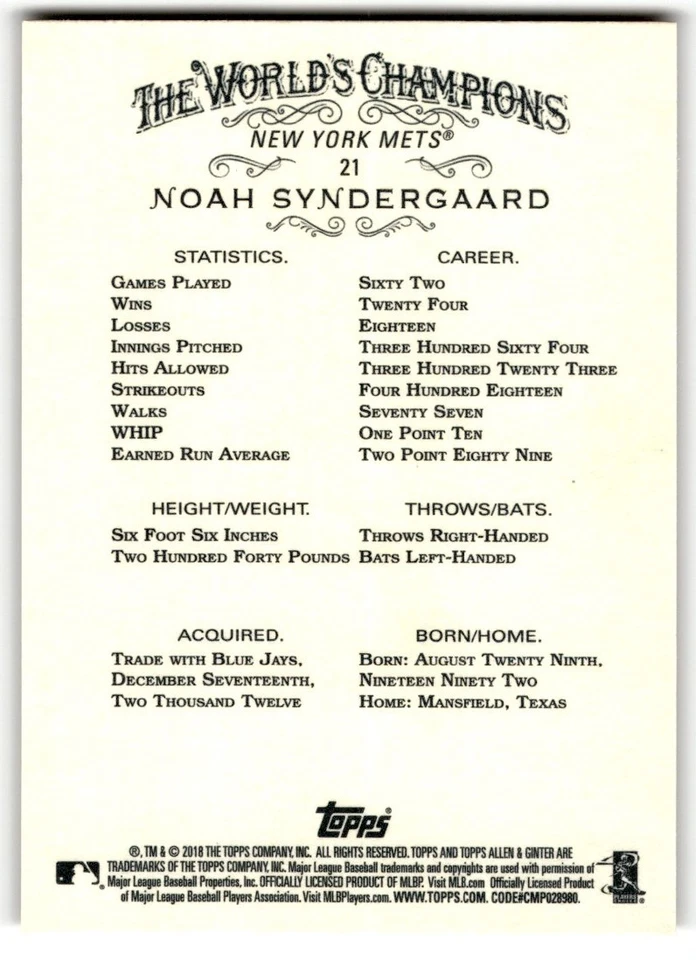 THE WORLD'S CHAMPIONS
NEW YORK METS®
21
NOAH SYNDERGAARD
STATISTICS. CAREER.
GAMES PLAYED SIXTY TWO
WINS TWENTY FOUR
LOSSES EIGHTEEN
INNINGS PITCHED THREE HUNDRED SIXTY FOUR
HITS ALLOWED THREE HUNDRED TWENTY THREE
STRIKEOUTS FOUR HUNDRED EIGHTEEN
WALKS SEVENTY SEVEN
WHIP ONE POINT TEN
EARNED RUN AVERAGE TWO POINT EIGHTY NINE
HEIGHT/WEIGHT. THROWS/BATS.
SIX FOOT SIX INCHES THROWS RIGHT-HANDED
TWO HUNDRED FORTY POUNDS BATS LEFT-HANDED
ACQUIRED. BORN/HOME.
TRADE WITH BLUE JAYS, BORN: AUGUST TWENTY NINTH,
DECEMBER SEVENTEENTH, NINETEEN NINETY TWO
TWO THOUSAND TWELVE HOME: MANSFIELD, TEXAS
topps®
®, TM & © 2018 THE TOPPS COMPANY, INC. ALL RIGHTS RESERVED. TOPPS AND TOPPS ALLEN & GINTER ARE
TRADEMARKS OF THE TOPPS COMPANY, INC. Major League Baseball trademarks and copyrights are used with permission of
Major League Baseball Properties, Inc. OFFICIALLY LICENSED PRODUCT OF MLBP. Visit MLB.com Officially Licensed Product
of Major League Baseball Players Association. Visit MLBPlayers.com. WWW.TOPPS.COM. CODE#CMP028980.